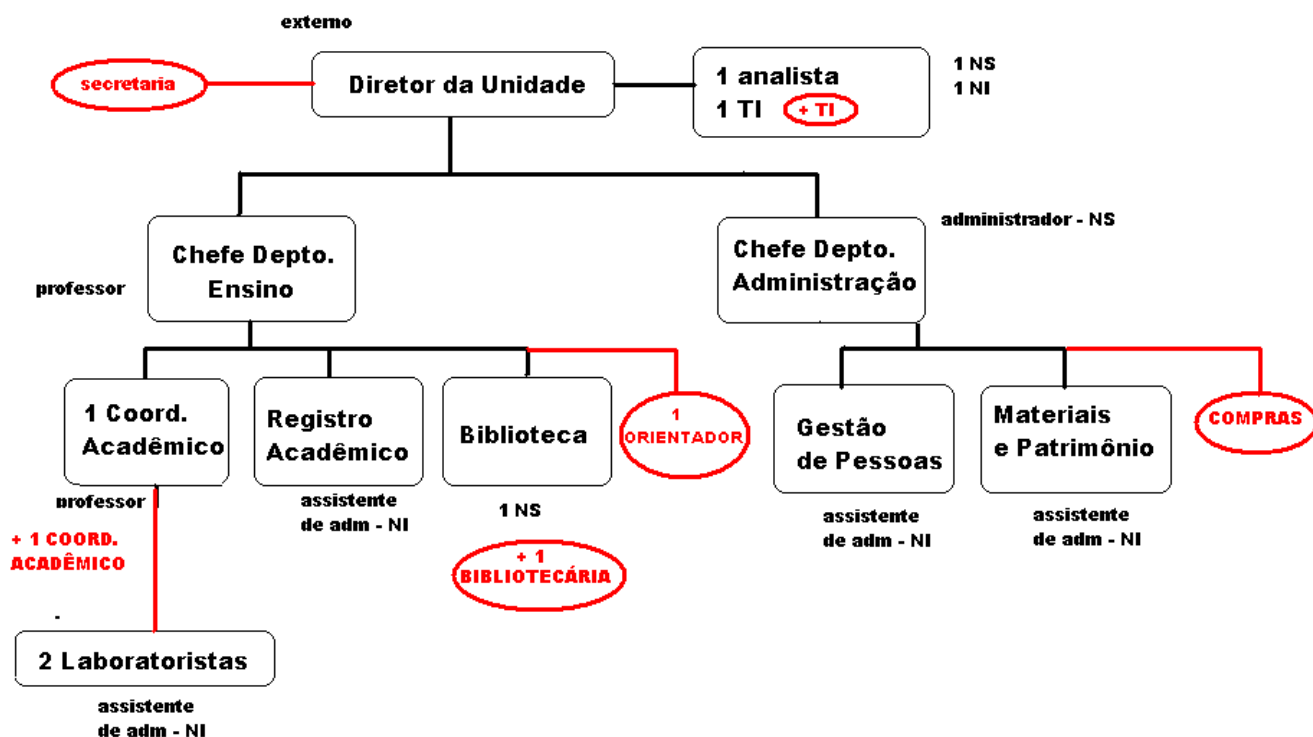 externo
secretaria
Diretor da Unidade
1 analista
1 TI
+ TI
1 NS
1 NI
professor
Chefe Depto.
Ensino
Chefe Depto.
Administração
administrador - NS
1 Coord.
Acadêmico
professor
Registro
Acadêmico
assistente
de adm - NI
Biblioteca
1 NS
+ 1
BIBLIOTECÁRIA
1
ORIENTADOR
Gestão
de Pessoas
assistente
de adm - NI
Materiais
e Patrimônio
assistente
de adm - NI
COMPRAS
+ 1 COORD.
ACADÊMICO
-
2 Laboratoristas
assistente
de adm - NI